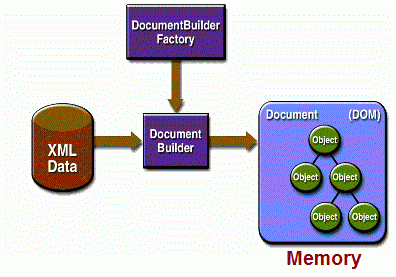 DocumentBuilder
Factory
XML
Data
Document
Builder
Document (DOM)
Object
Object
Object
Object
Object
Memory